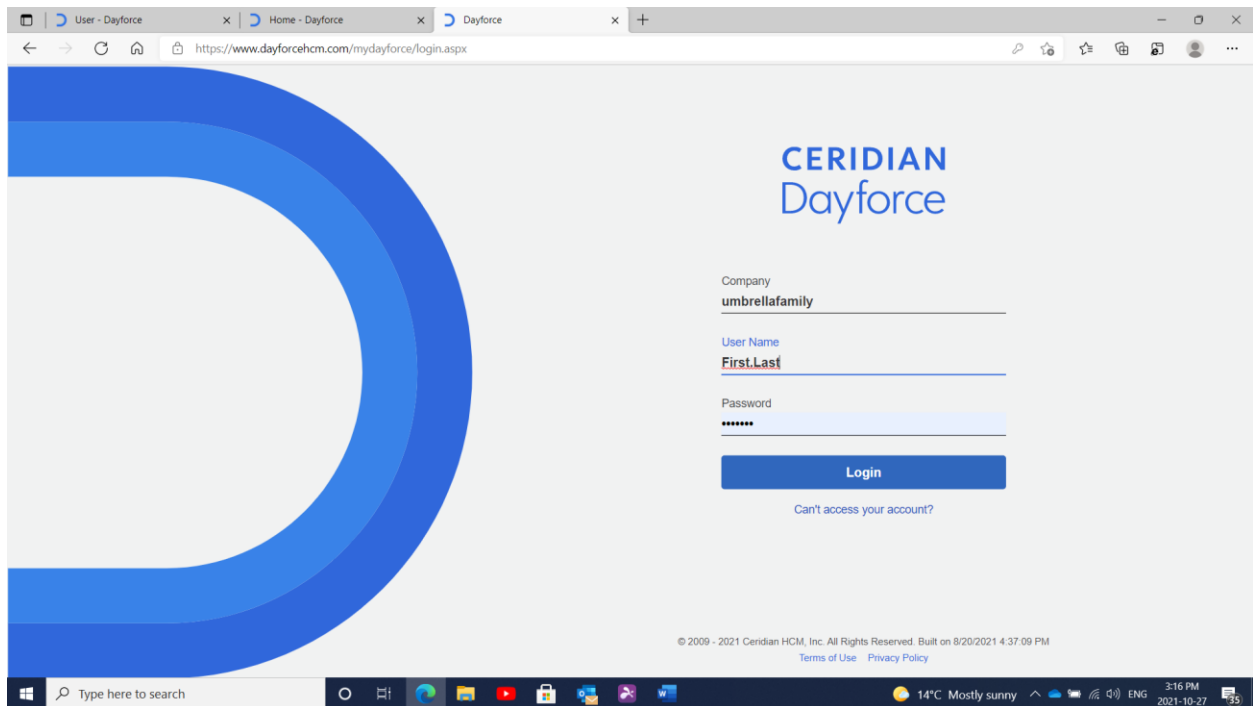 User - Dayforce
Home - Dayforce
Dayforce
https://www.dayforcehcm.com/mydayforce/login.aspx
CERIDIAN
Dayforce
Company
umbrellafamily
User Name
First.Last
Password
•••••••
Login
Can't access your account?
© 2009 - 2021 Ceridian HCM, Inc. All Rights Reserved. Built on 8/20/2021 4:37:09 PM
Terms of Use Privacy Policy
Type here to search
14°C Mostly sunny
ENG
3:16 PM
2021-10-27
35